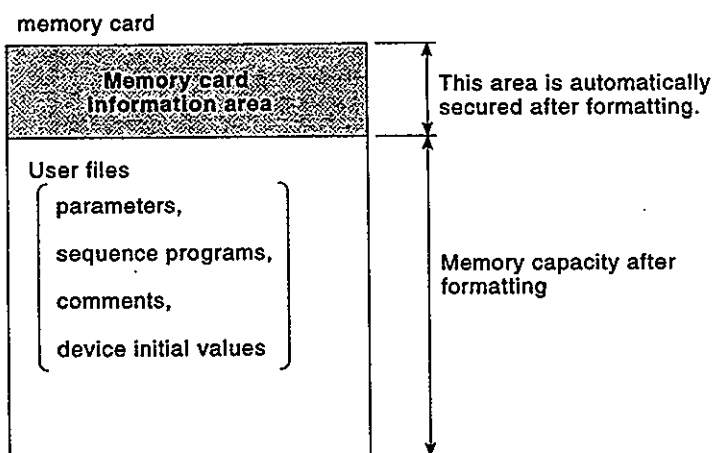 memory card
Memory card
Information area
This area is automatically
secured after formatting.
User files
parameters,
sequence programs,
comments,
device initial values
Memory capacity after
formatting